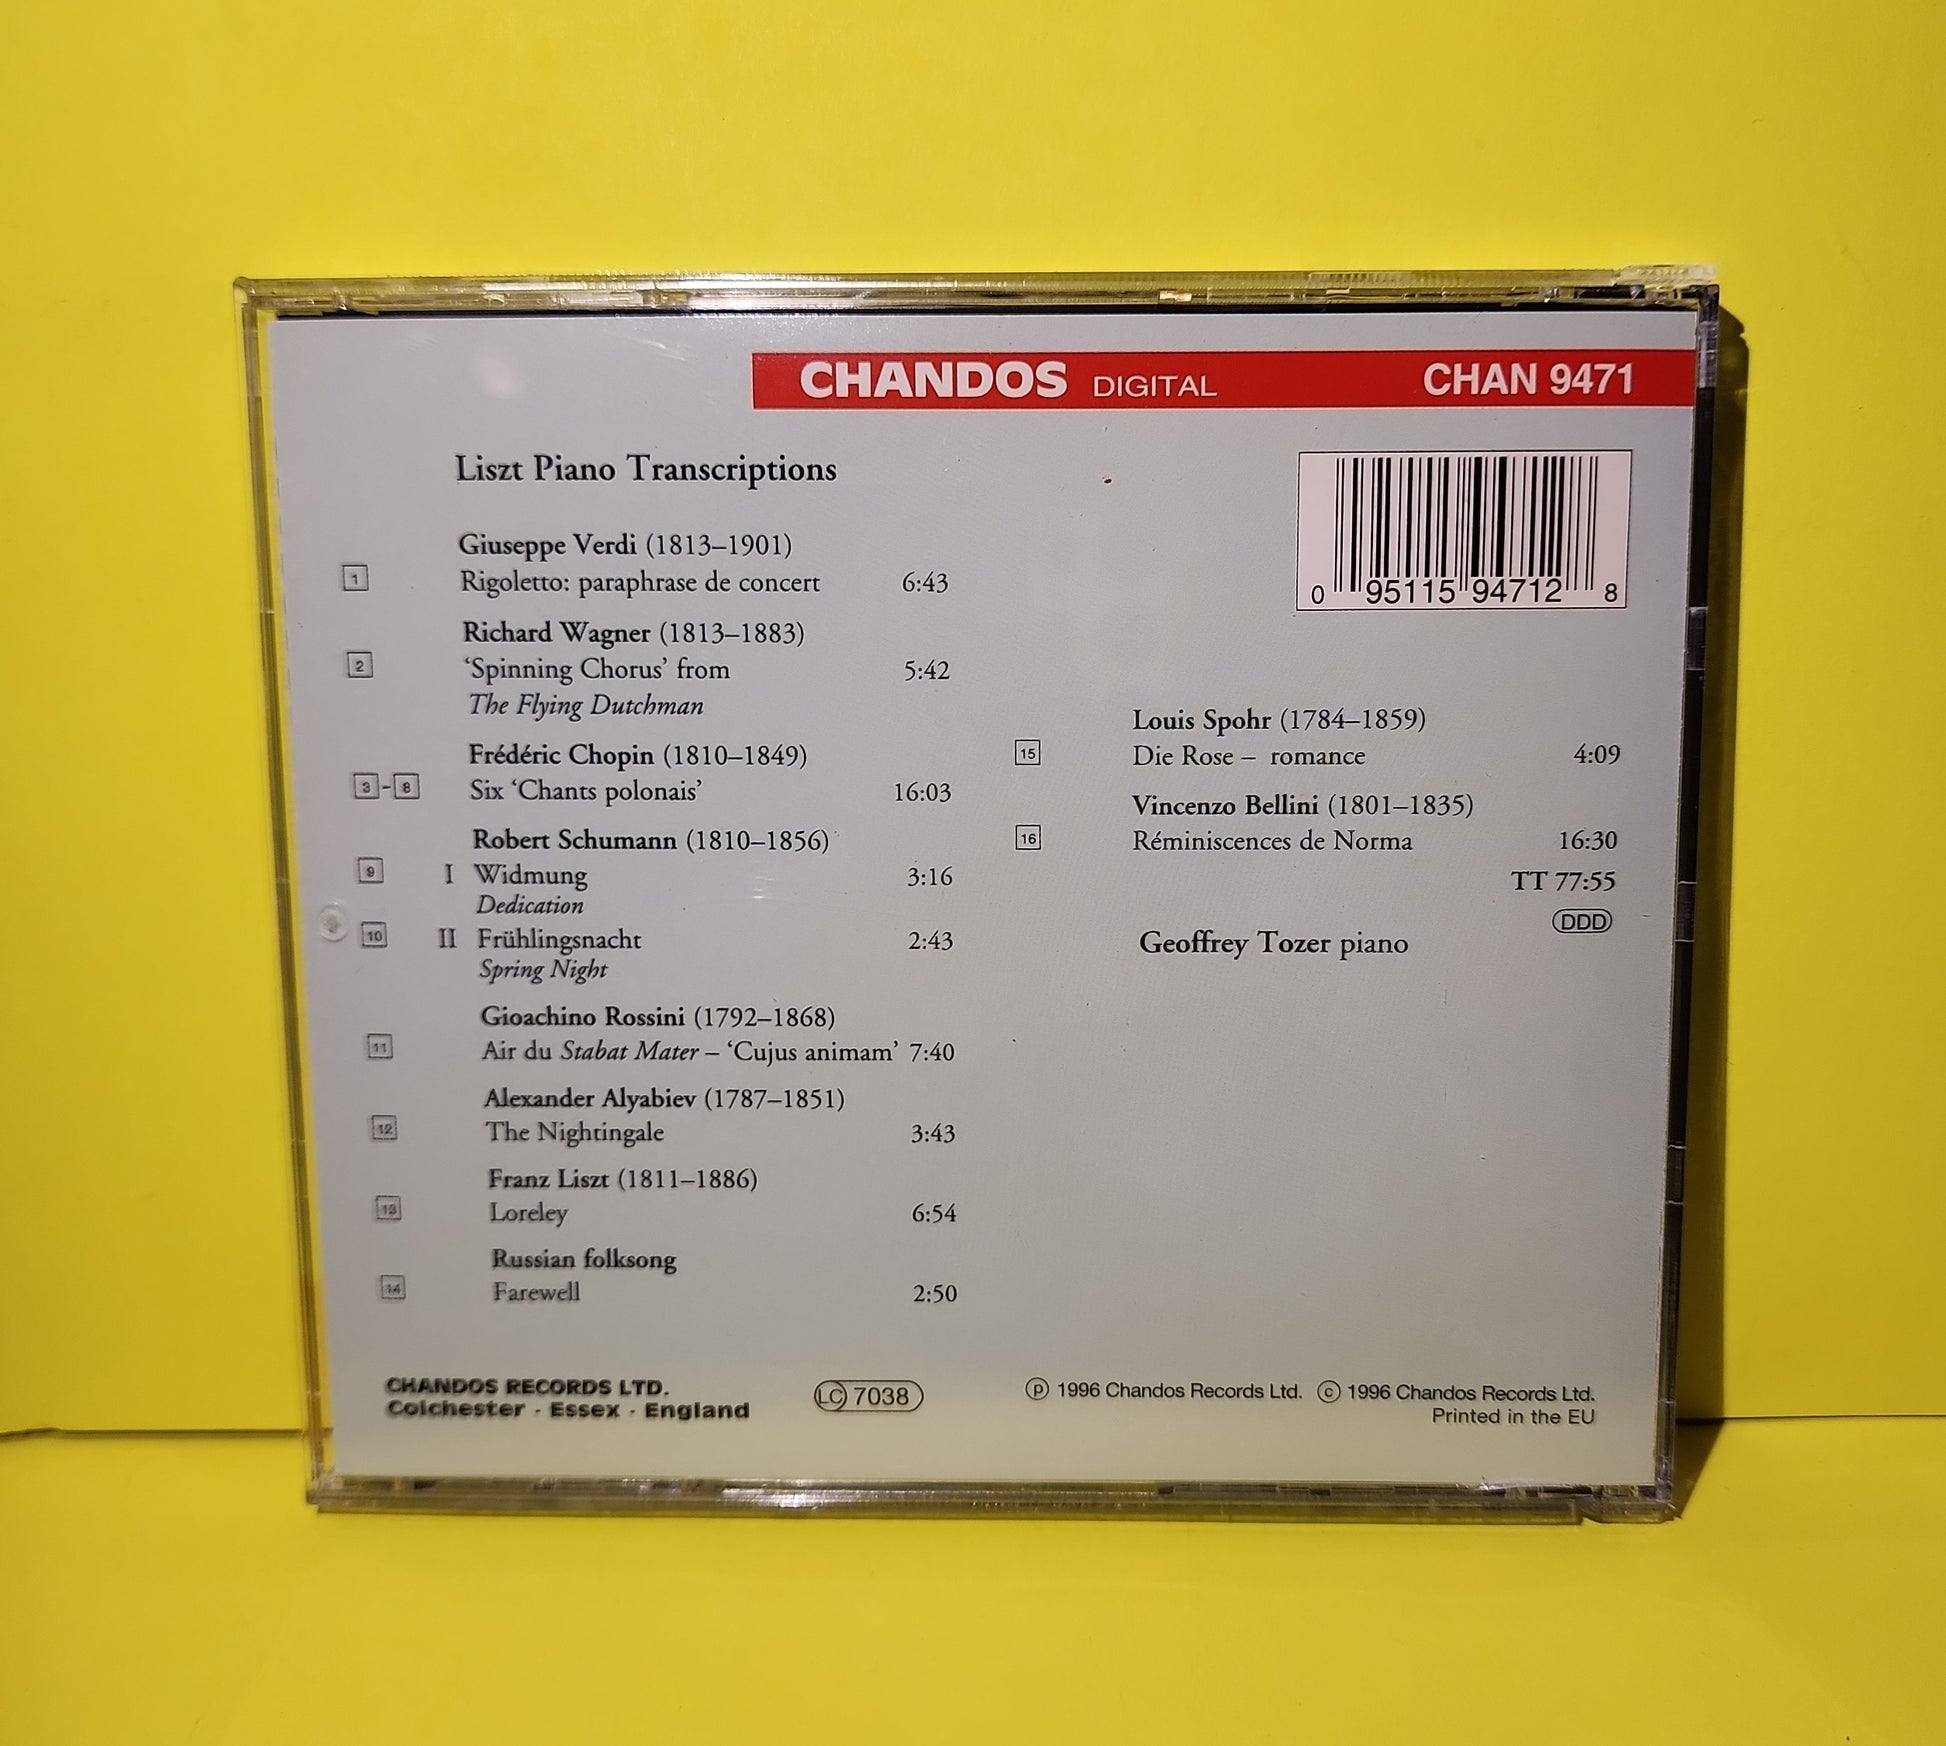 CHANDOS DIGITAL CHAN 9471
Liszt Piano Transcriptions
Giuseppe Verdi (1813–1901)
1 Rigoletto: paraphrase de concert 6:43
Richard Wagner (1813–1883)
2 ‘Spinning Chorus’ from 5:42
The Flying Dutchman
Frédéric Chopin (1810–1849)
3-8 Six ‘Chants polonais’ 16:03
Robert Schumann (1810–1856)
9 I Widmung 3:16
Dedication
10 II Frühlingsnacht 2:43
Spring Night
Gioachino Rossini (1792–1868)
11 Air du Stabat Mater – ‘Cujus animam’ 7:40
Alexander Alyabiev (1787–1851)
12 The Nightingale 3:43
Franz Liszt (1811–1886)
13 Loreley 6:54
Russian folksong
14 Farewell 2:50
0 95115 94712 8
Louis Spohr (1784–1859)
15 Die Rose – romance 4:09
Vincenzo Bellini (1801–1835)
16 Réminiscences de Norma 16:30
TT 77:55
DDD
Geoffrey Tozer piano
CHANDOS RECORDS LTD.
Colchester · Essex · England
LC 7038
℗ 1996 Chandos Records Ltd. © 1996 Chandos Records Ltd.
Printed in the EU